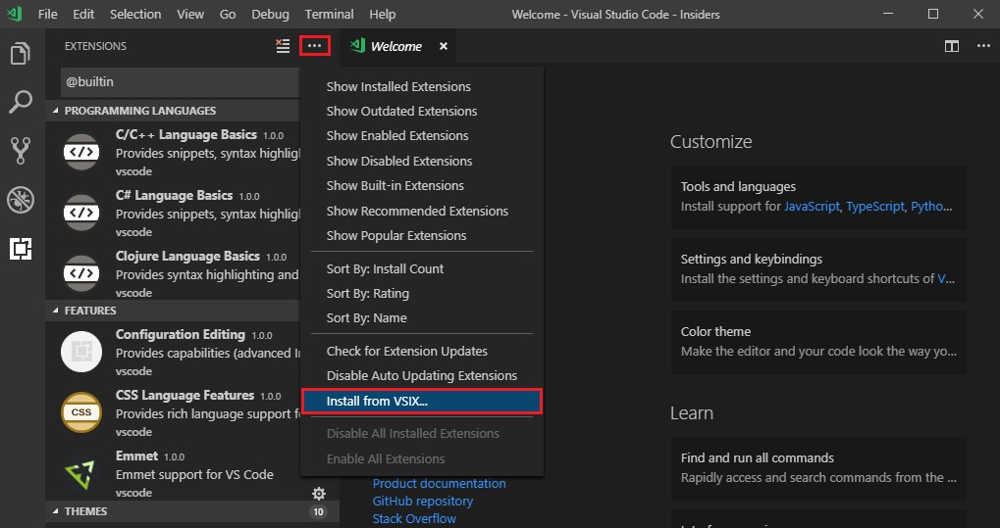 File Edit Selection View Go Debug Terminal Help
Welcome - Visual Studio Code - Insiders
EXTENSIONS
Welcome
@builtin
PROGRAMMING LANGUAGES
C/C++ Language Basics 1.0.0
Provides snippets, syntax highligh
vscode
C# Language Basics 1.0.0
Provides snippets, syntax highligh
vscode
Clojure Language Basics 1.0.0
Provides syntax highlighting and
vscode
FEATURES
Configuration Editing 1.0.0
Provides capabilities (advanced In
vscode
CSS
CSS Language Features 1.0.0
Provides rich language support f
vscode
Emmet 1.0.0
Emmet support for VS Code
vscode
THEMES 10
Show Installed Extensions
Show Outdated Extensions
Show Enabled Extensions
Show Disabled Extensions
Show Built-in Extensions
Show Recommended Extensions
Show Popular Extensions
Sort By: Install Count
Sort By: Rating
Sort By: Name
Check for Extension Updates
Disable Auto Updating Extensions
Install from VSIX...
Disable All Installed Extensions
Enable All Extensions
Product documentation
GitHub repository
Stack Overflow
Customize
Tools and languages
Install support for JavaScript, TypeScript, Pytho...
Settings and keybindings
Install the settings and keyboard shortcuts of V...
Color theme
Make the editor and your code look the way yo...
Learn
Find and run all commands
Rapidly access and search commands from the ...